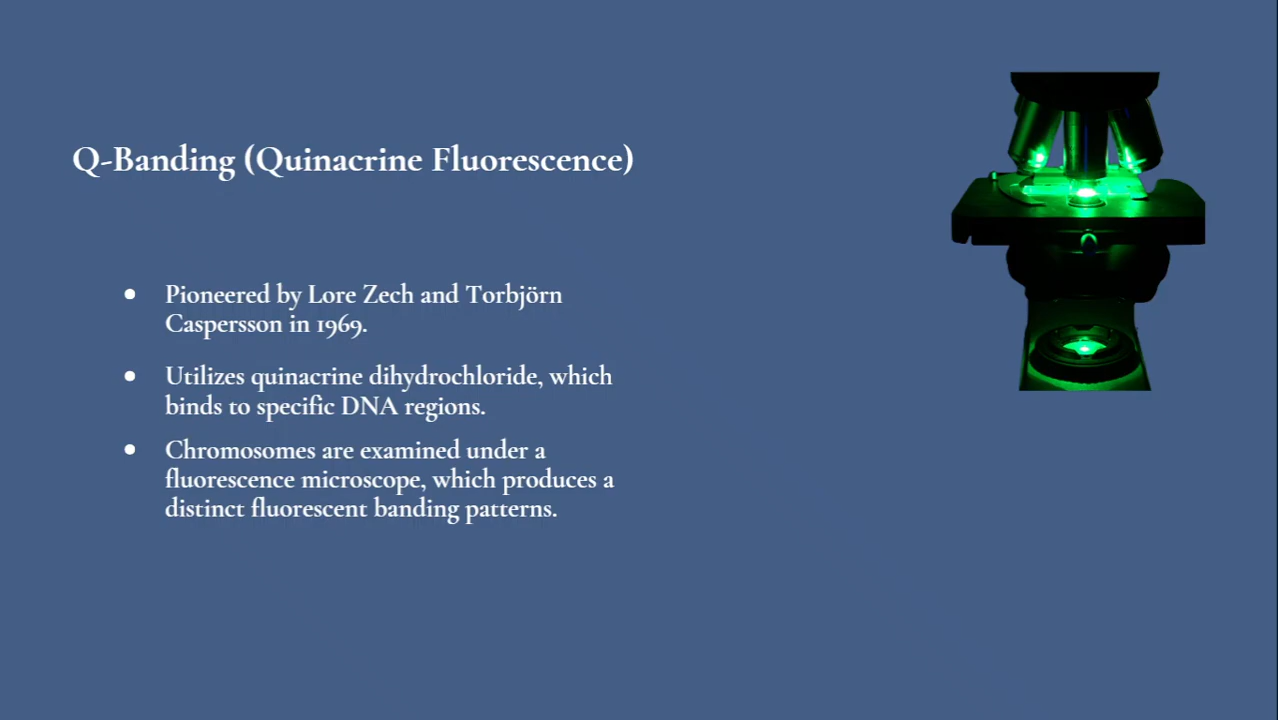 Q-Banding (Quinacrine Fluorescence)
• Pioneered by Lore Zech and Torbjörn
Caspersson in 1969.
• Utilizes quinacrine dihydrochloride, which
binds to specific DNA regions.
• Chromosomes are examined under a
fluorescence microscope, which produces a
distinct fluorescent banding patterns.